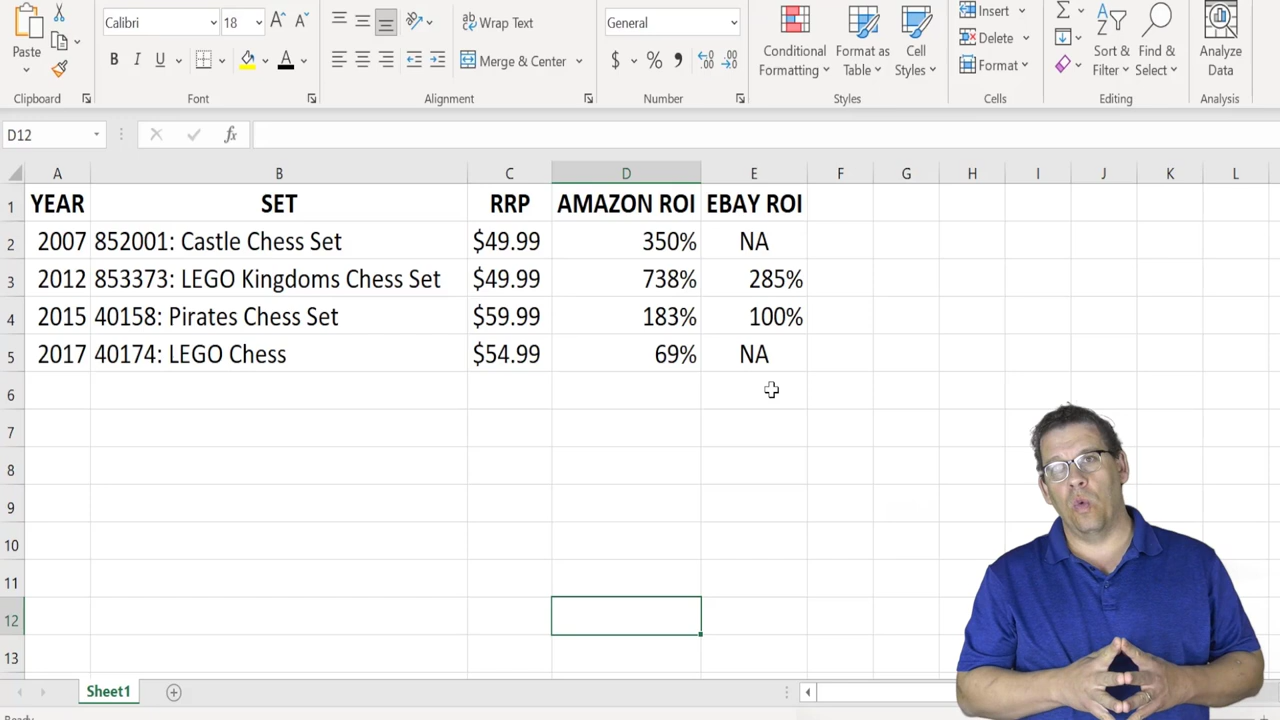 Calibri 18 Wrap Text General Insert
Paste B I U Merge & Center $ % Conditional Formatting Format as Table Cell Styles Delete Sort & Filter Find & Select Analyze Data
Format
Clipboard Font Alignment Number Styles Cells Editing Analysis
D12 fx
A B C D E F G H I J K L
1 YEAR SET RRP AMAZON ROI EBAY ROI
2 2007 852001: Castle Chess Set $49.99 350% NA
3 2012 853373: LEGO Kingdoms Chess Set $49.99 738% 285%
4 2015 40158: Pirates Chess Set $59.99 183% 100%
5 2017 40174: LEGO Chess $54.99 69% NA
6
7
8
9
10
11
12
13
Sheet1